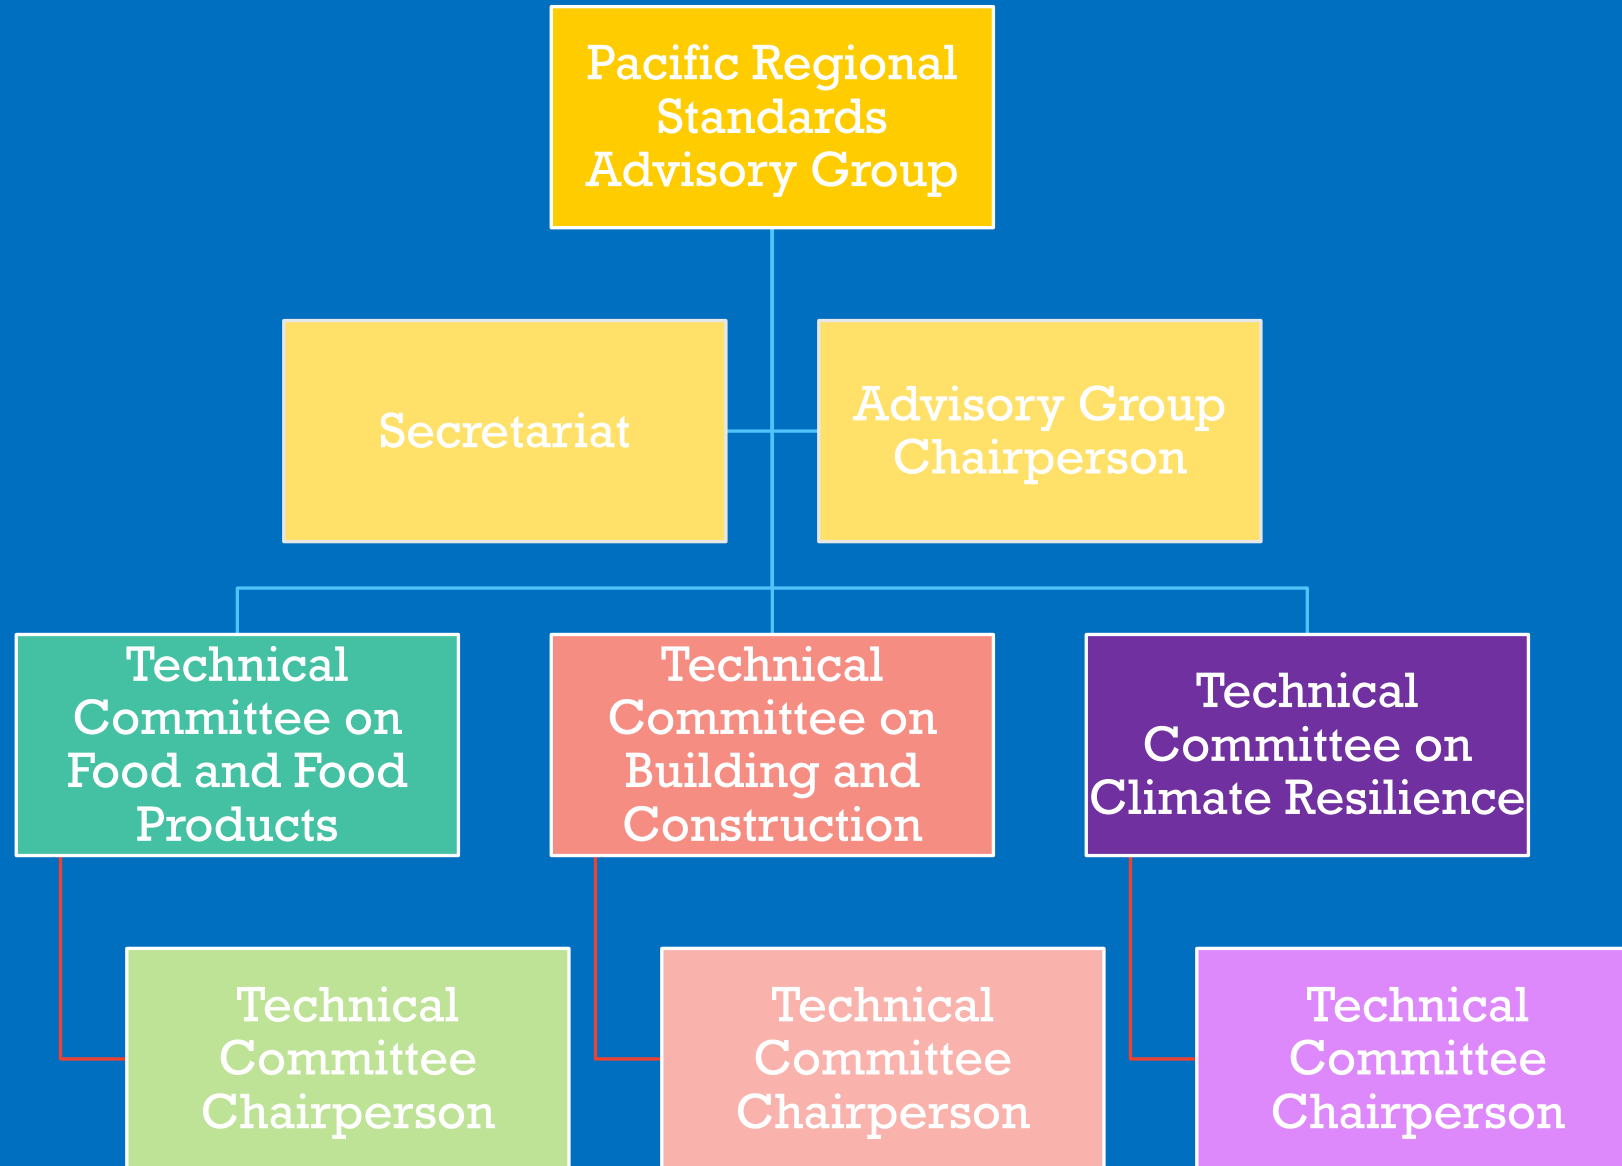 Pacific Regional
Standards
Advisory Group
Secretariat
Advisory Group
Chairperson
Technical
Committee on
Food and Food
Products
Technical
Committee on
Building and
Construction
Technical
Committee on
Climate Resilience
Technical
Committee
Chairperson
Technical
Committee
Chairperson
Technical
Committee
Chairperson